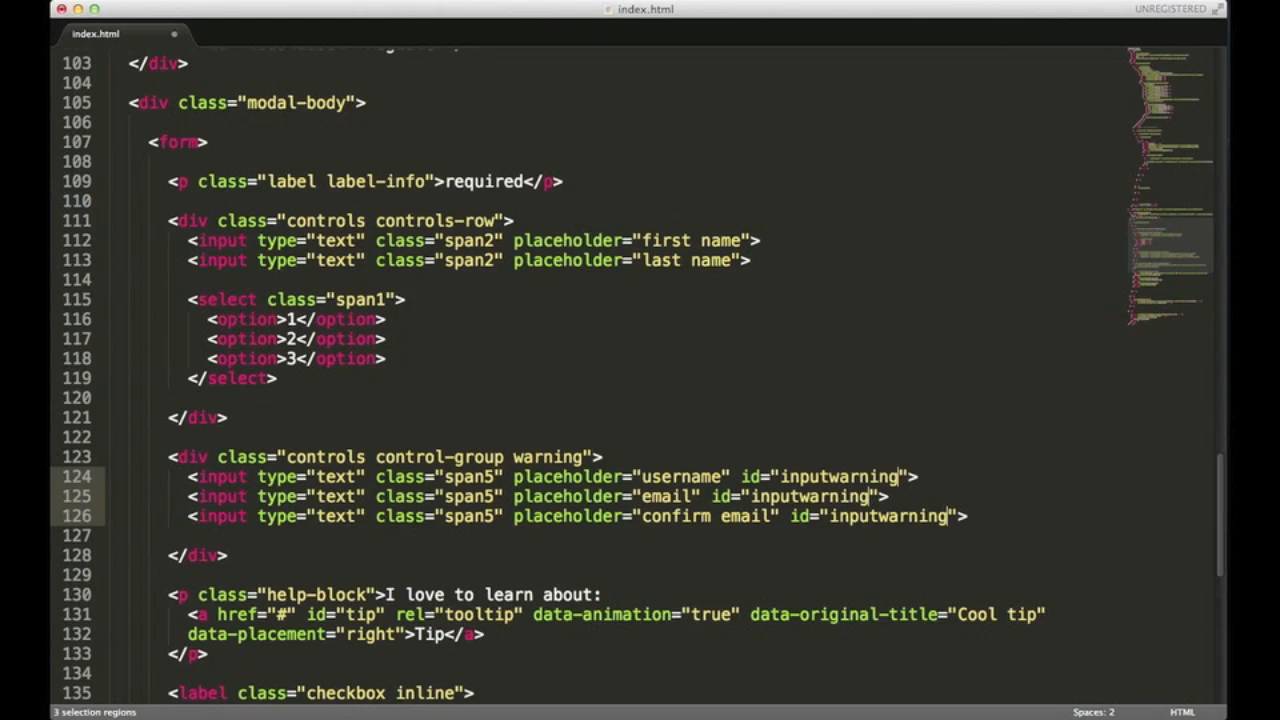 index.html
UNREGISTERED
index.html
103 </div>
104
105 <div class="modal-body">
106
107 <form>
108
109 <p class="label label-info">required</p>
110
111 <div class="controls controls-row">
112 <input type="text" class="span2" placeholder="first name">
113 <input type="text" class="span2" placeholder="last name">
114
115 <select class="span1">
116 <option>1</option>
117 <option>2</option>
118 <option>3</option>
119 </select>
120
121 </div>
122
123 <div class="controls control-group warning">
124 <input type="text" class="span5" placeholder="username" id="inputwarning">
125 <input type="text" class="span5" placeholder="email" id="inputwarning">
126 <input type="text" class="span5" placeholder="confirm email" id="inputwarning">
127
128 </div>
129
130 <p class="help-block">I love to learn about:
131 <a href="#" id="tip" rel="tooltip" data-animation="true" data-original-title="Cool tip"
132 data-placement="right">Tip</a>
133 </p>
134
135 <label class="checkbox inline">
3 selection regions
Spaces: 2
HTML